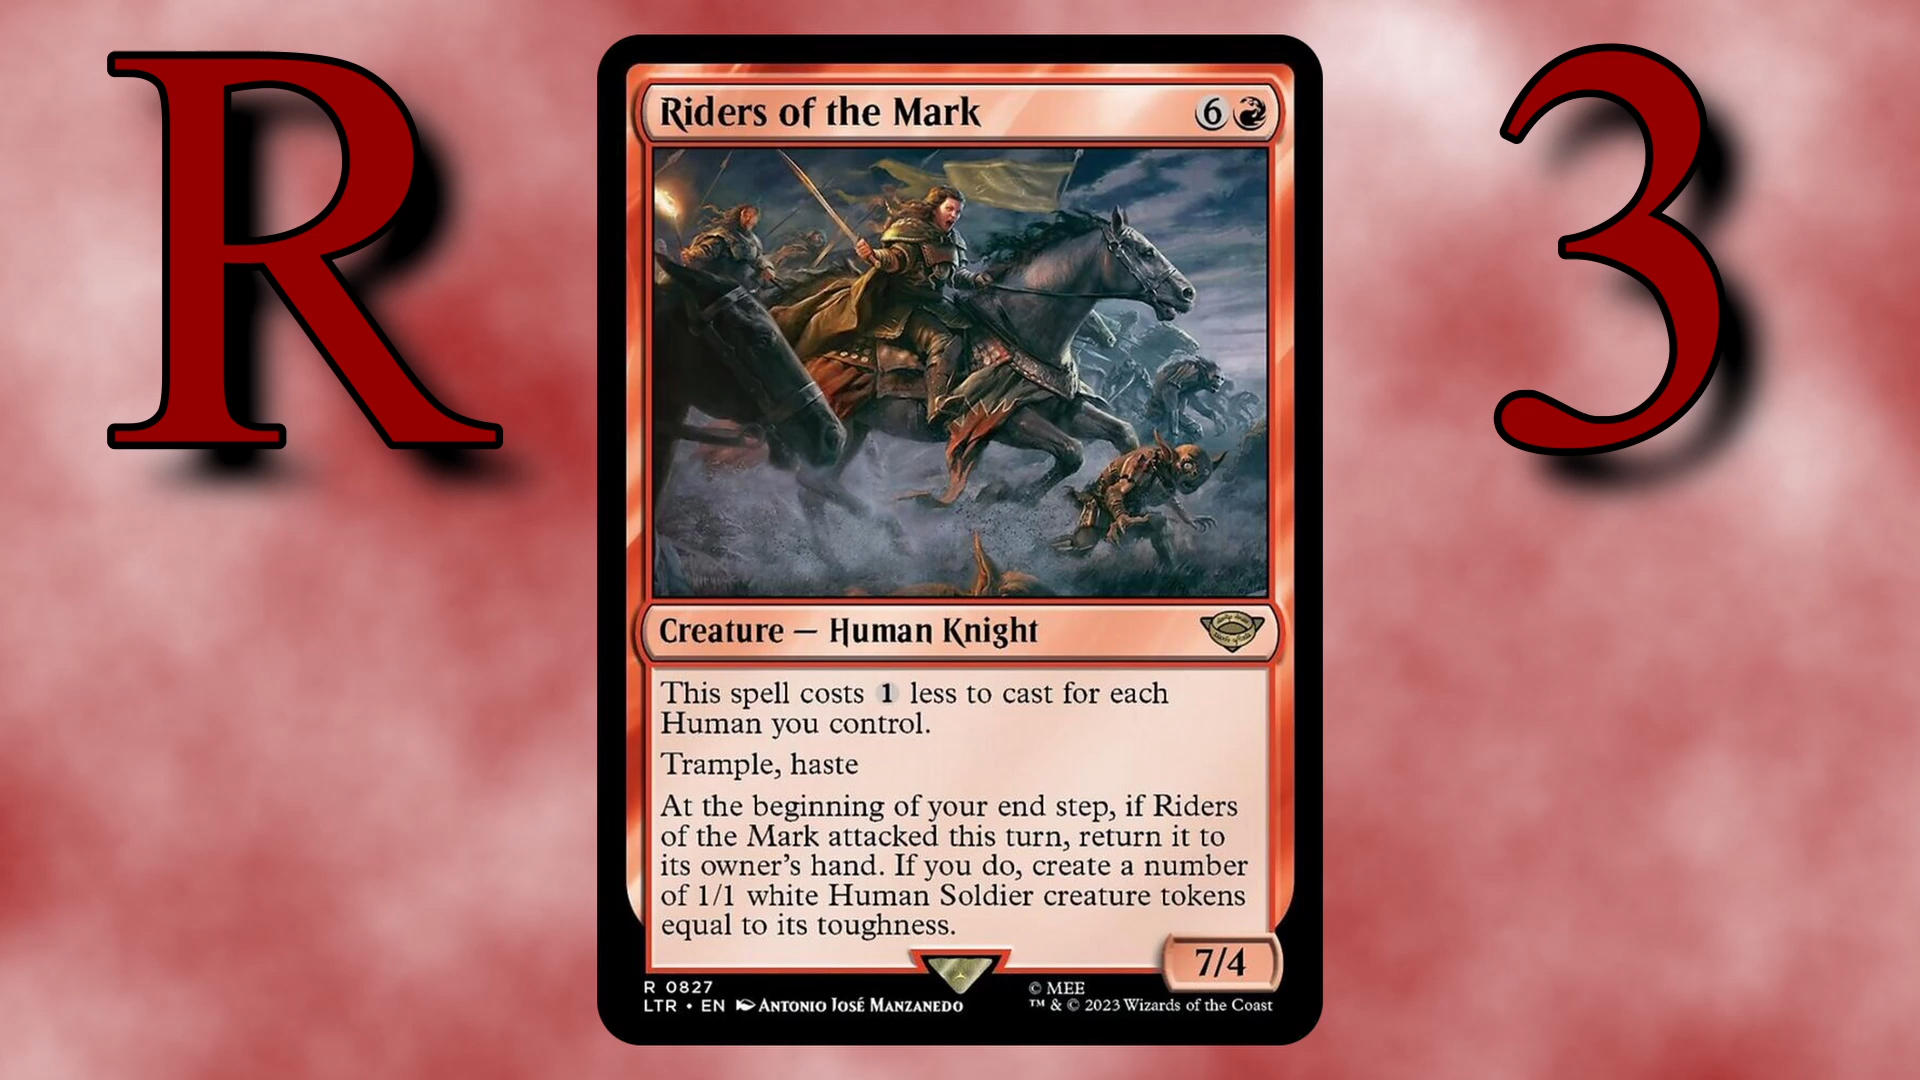 R
3
Riders of the Mark 6
Creature — Human Knight
This spell costs 1 less to cast for each
Human you control.
Trample, haste
At the beginning of your end step, if Riders
of the Mark attacked this turn, return it to
its owner's hand. If you do, create a number
of 1/1 white Human Soldier creature tokens
equal to its toughness.
7/4
R 0827
LTR • EN Antonio José Manzanedo
© MEE
™ & © 2023 Wizards of the Coast